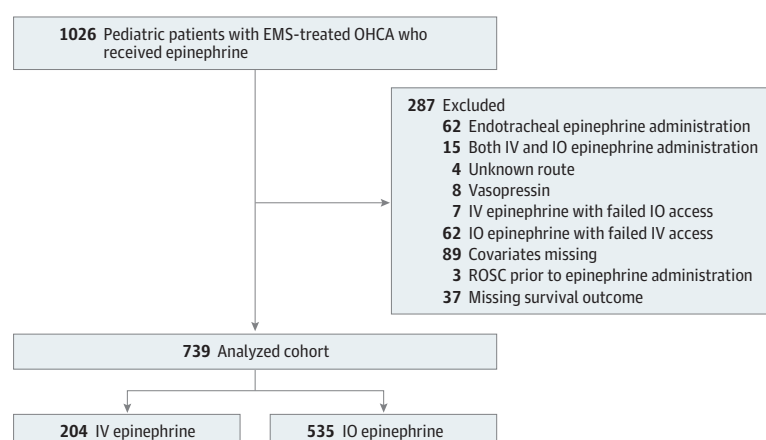 1026 Pediatric patients with EMS-treated OHCA who
received epinephrine
287 Excluded
62 Endotracheal epinephrine administration
15 Both IV and IO epinephrine administration
4 Unknown route
8 Vasopressin
7 IV epinephrine with failed IO access
62 IO epinephrine with failed IV access
89 Covariates missing
3 ROSC prior to epinephrine administration
37 Missing survival outcome
739 Analyzed cohort
204 IV epinephrine
535 IO epinephrine